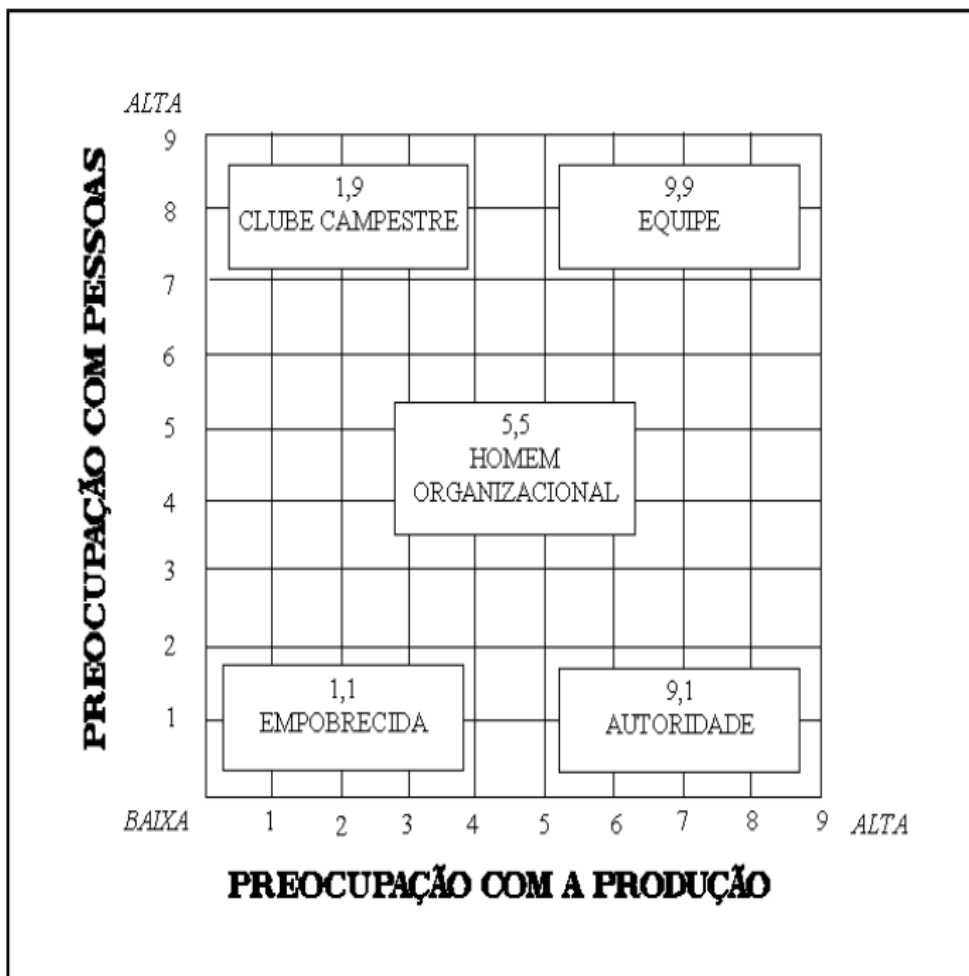 ALTA
PREOCUPAÇÃO COM PESSOAS
9
8
7
6
5
4
3
2
1
1,9
CLUBE CAMPESTRE
9,9
EQUIPE
5,5
HOMEM
ORGANIZACIONAL
1,1
EMPOBRECIDA
9,1
AUTORIDADE
BAIXA 1 2 3 4 5 6 7 8 9 ALTA
PREOCUPAÇÃO COM A PRODUÇÃO